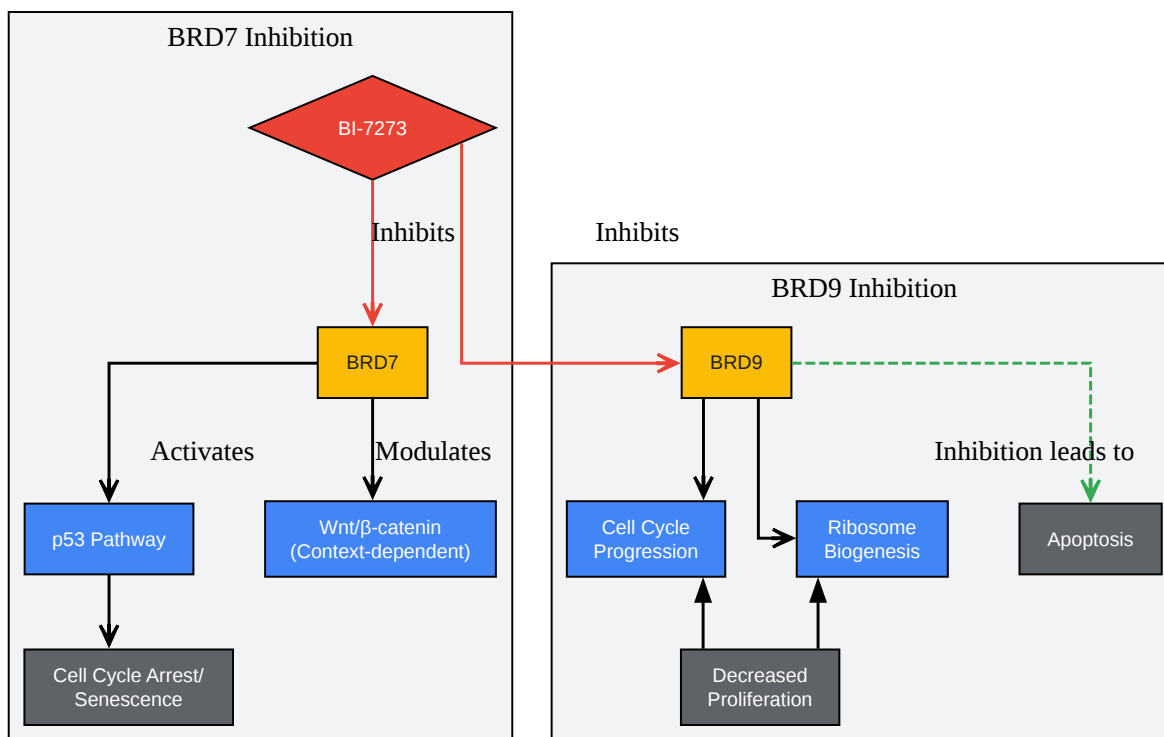 BRD7 Inhibition
BI-7273
Inhibits
Inhibits
BRD9 Inhibition
BRD7
BRD9
Activates
Modulates
Inhibition leads to
p53 Pathway
Wnt/β-catenin
(Context-dependent)
Cell Cycle
Progression
Ribosome
Biogenesis
Apoptosis
Cell Cycle Arrest/
Senescence
Decreased
Proliferation